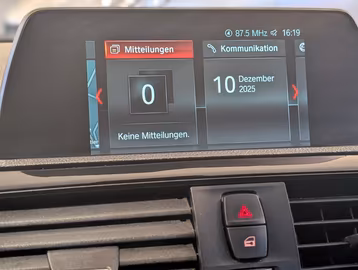 87.5 MHz 16:19
Mitteilungen
Kommunikation
0
10 Dezember
2025
Keine Mitteilungen.